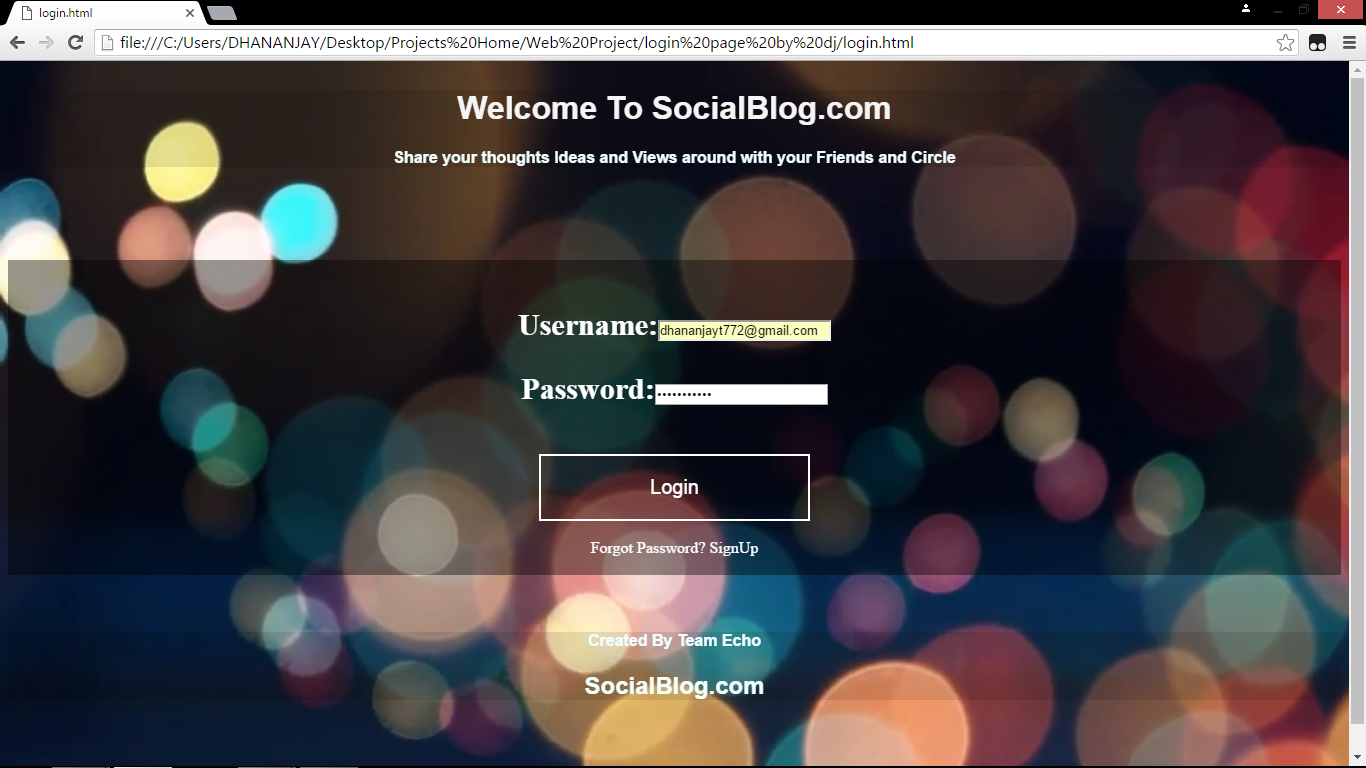 login.html
file:///C:/Users/DHANANJAY/Desktop/Projects%20Home/Web%20Project/login%20page%20by%20dj/login.html
Welcome To SocialBlog.com
Share your thoughts Ideas and Views around with your Friends and Circle
Username: dhananjayt772@gmail.com
Password: •••••••••••
Login
Forgot Password? SignUp
Created By Team Echo
SocialBlog.com